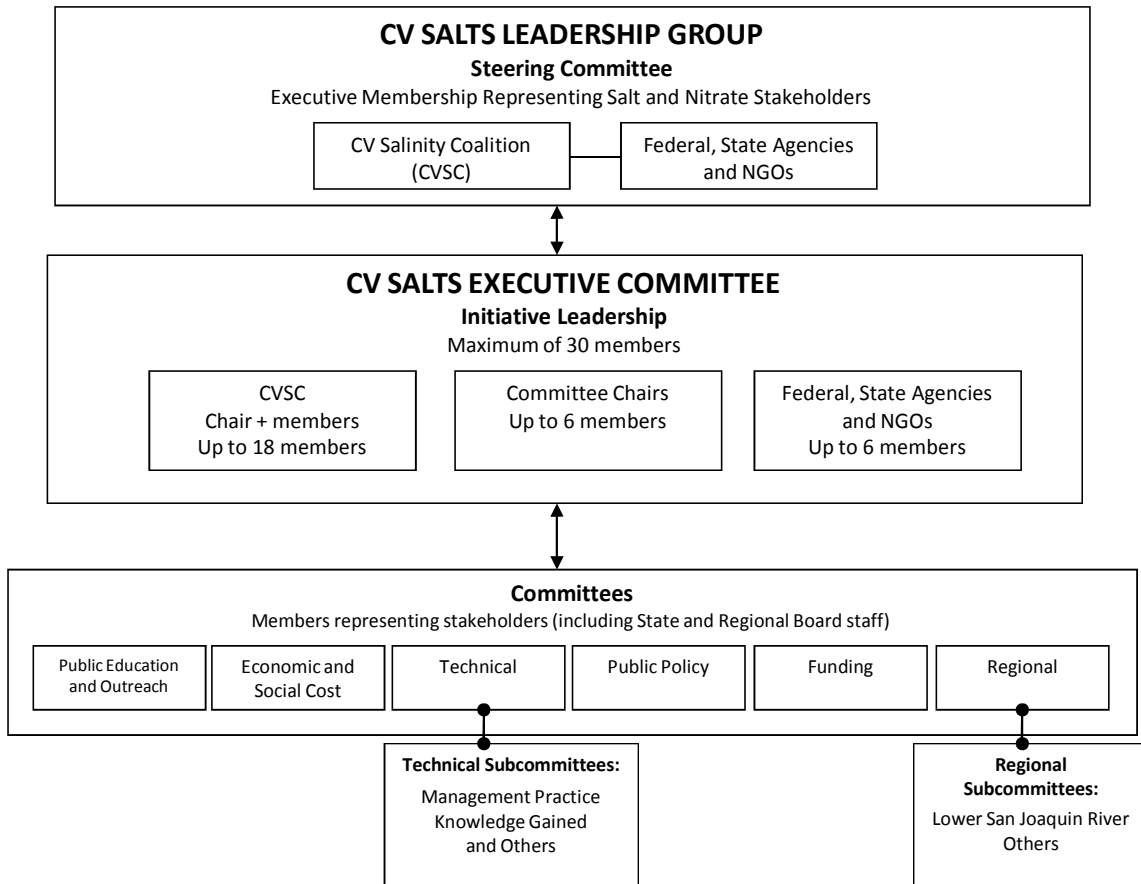 CV SALTS LEADERSHIP GROUP
Steering Committee
Executive Membership Representing Salt and Nitrate Stakeholders
CV Salinity Coalition
(CVSC)
Federal, State Agencies
and NGOs
CV SALTS EXECUTIVE COMMITTEE
Initiative Leadership
Maximum of 30 members
CVSC
Chair + members
Up to 18 members
Committee Chairs
Up to 6 members
Federal, State Agencies
and NGOs
Up to 6 members
Committees
Members representing stakeholders (including State and Regional Board staff)
Public Education
and Outreach
Economic and
Social Cost
Technical
Public Policy
Funding
Regional
Technical Subcommittees:
Management Practice
Knowledge Gained
and Others
Regional
Subcommittees:
Lower San Joaquin River
Others